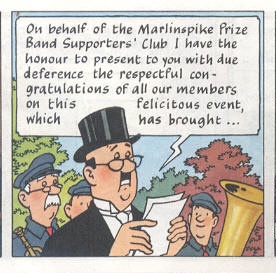 On behalf of the Marlinspike Prize
Band Supporters' Club I have the
honour to present to you with due
deference the respectful con-
gratulations of all our members
on this felicitous event,
which has brought ...